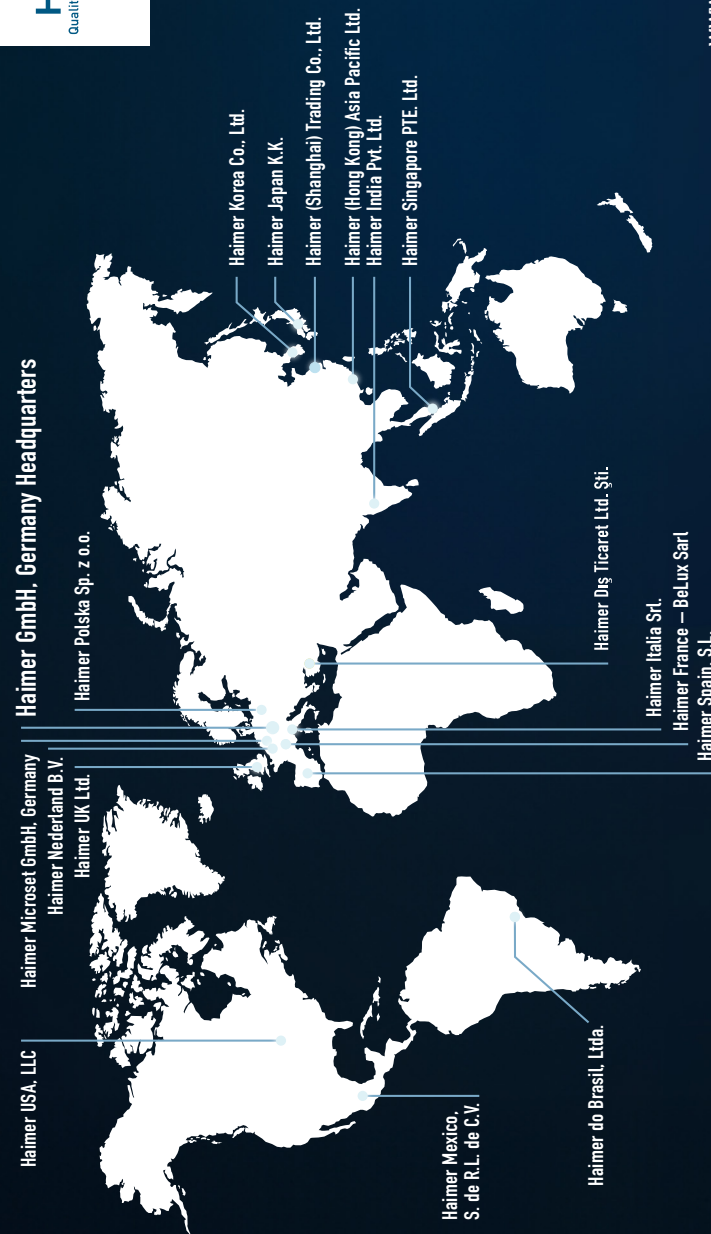 Qualit
Haimer USA, LLC
Haimer Microset GmbH, Germany
Haimer Nederland B.V.
Haimer UK Ltd.
Haimer GmbH, Germany Headquarters
Haimer Polska Sp. z o.o.
Haimer Korea Co., Ltd.
Haimer Japan K.K.
Haimer (Shanghai) Trading Co., Ltd.
Haimer (Hong Kong) Asia Pacific Ltd.
Haimer India Pvt. Ltd.
Haimer Singapore PTE. Ltd.
Haimer Mexico,
S. de R.L. de C.V.
Haimer do Brasil, Ltda.
Haimer Dış Ticaret Ltd. Şti.
Haimer Italia Srl.
Haimer France – BeLux Sarl
Haimer Spain, S.L.